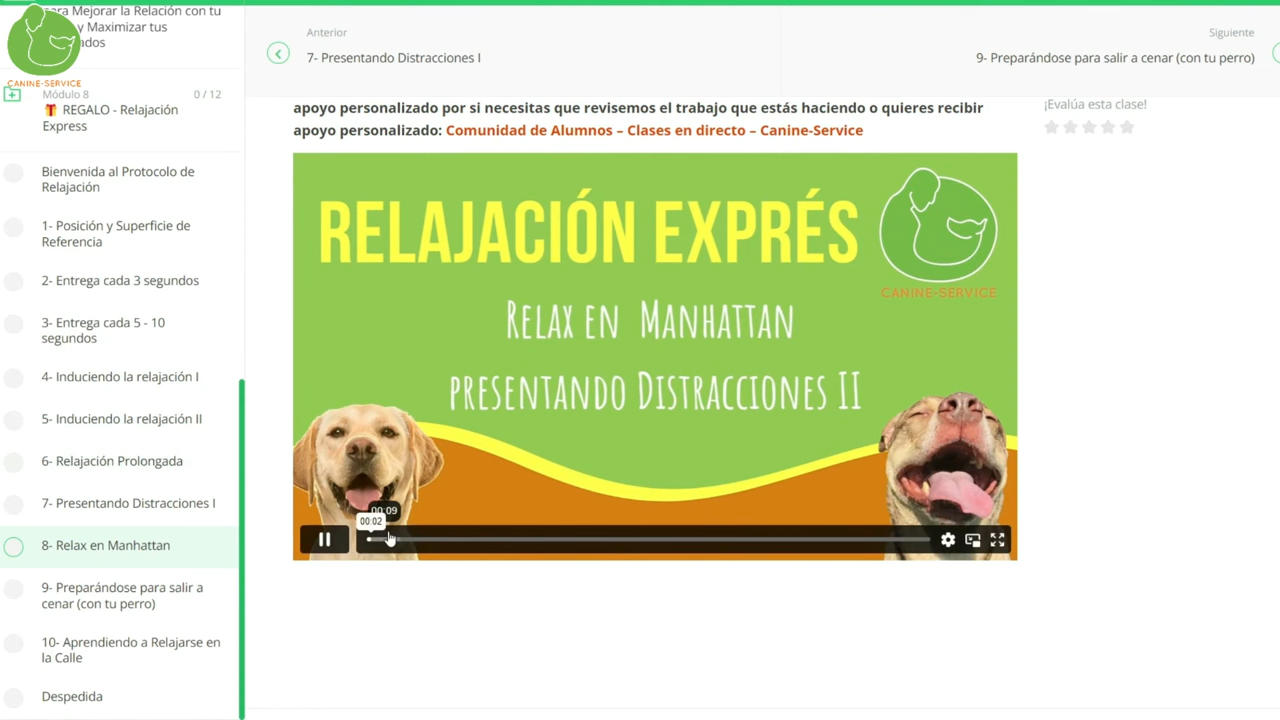 para Mejorar la Relación con tu
y Maximizar tus
CANINE-SERVICE
Módulo 8
0 / 12
🎁 REGALO - Relajación
Express
Bienvenida al Protocolo de
Relajación
1- Posición y Superficie de
Referencia
2- Entrega cada 3 segundos
3- Entrega cada 5 - 10
segundos
4- Induciendo la relajación I
5- Induciendo la relajación II
6- Relajación Prolongada
7- Presentando Distracciones I
8- Relax en Manhattan
9- Preparándose para salir a
cenar (con tu perro)
10- Aprendiendo a Relajarse en
la Calle
Despedida
Anterior
7- Presentando Distracciones I
Siguiente
9- Preparándose para salir a cenar (con tu perro)
apoyo personalizado por si necesitas que revisemos el trabajo que estás haciendo o quieres recibir
apoyo personalizado: Comunidad de Alumnos – Clases en directo – Canine-Service
¡Evalúa esta clase!
RELAJACIÓN EXPRÉS
CANINE-SERVICE
Relax en Manhattan
presentando Distracciones II
00:09
00:02